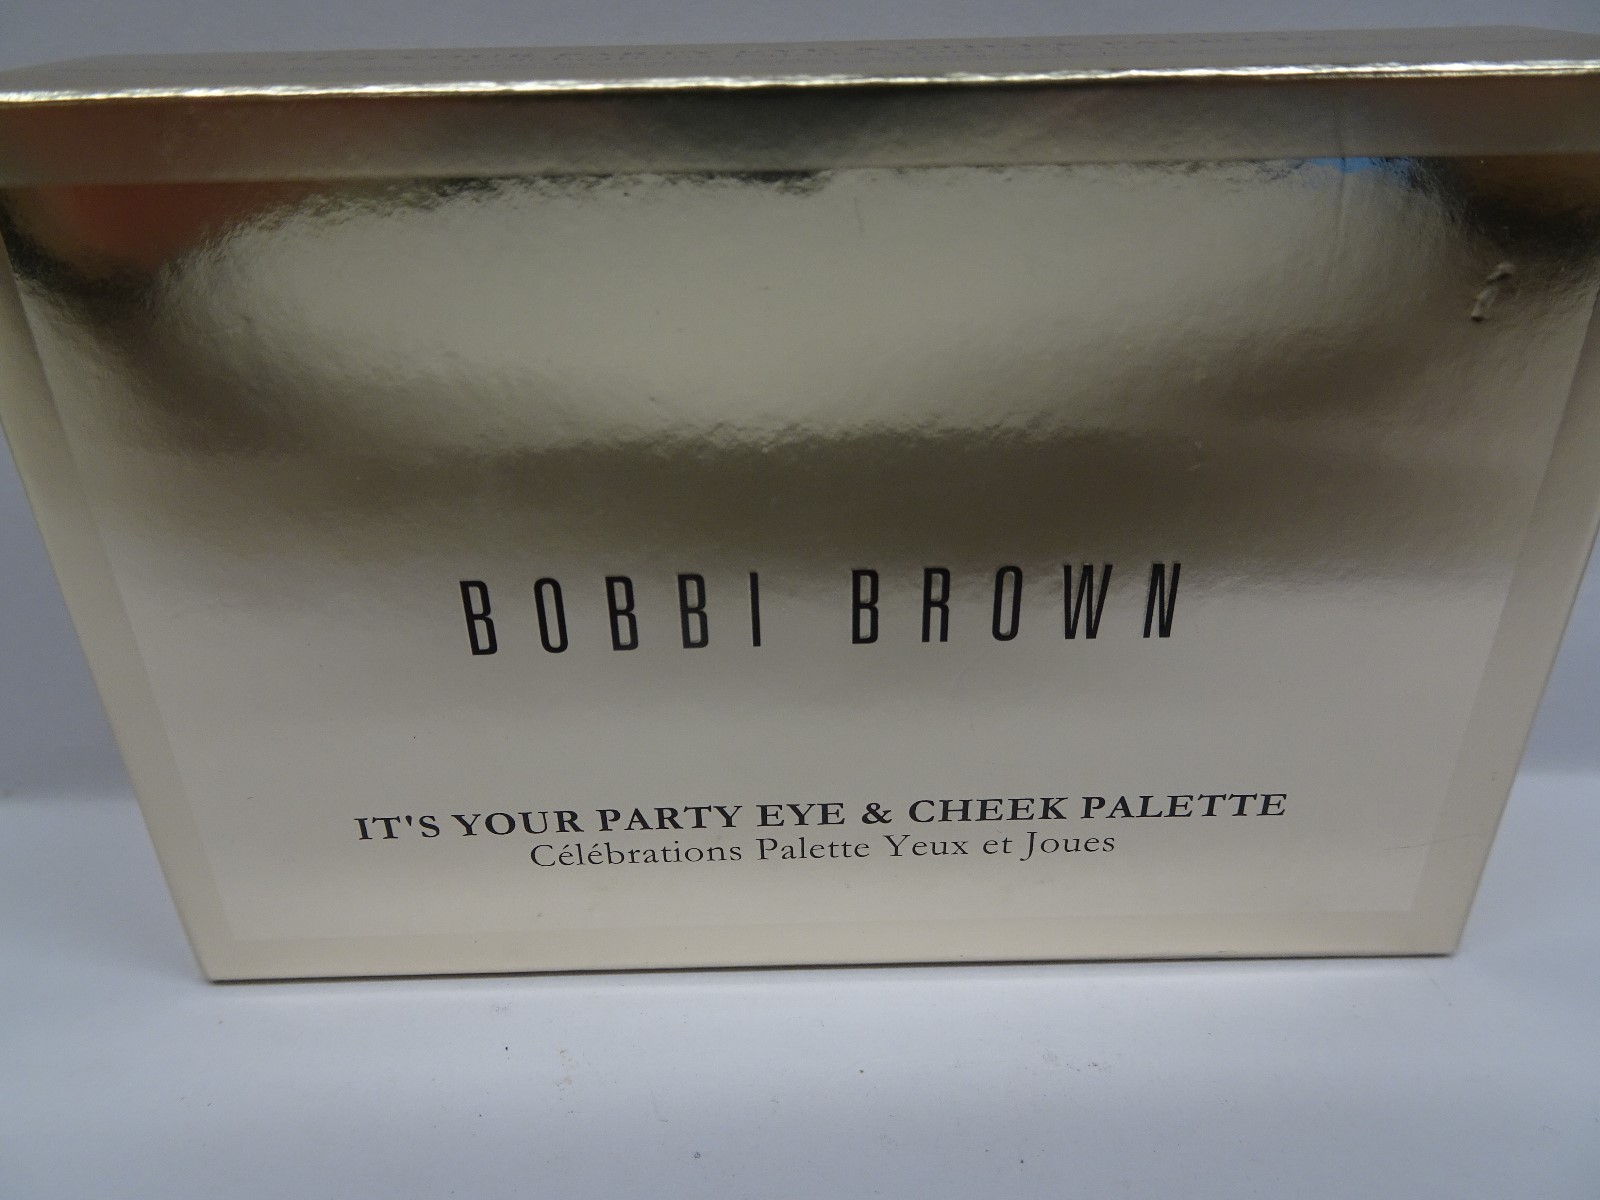 BOBBI BROWN
IT'S YOUR PARTY EYE & CHEEK PALETTE
Célébrations Palette Yeux et Joues